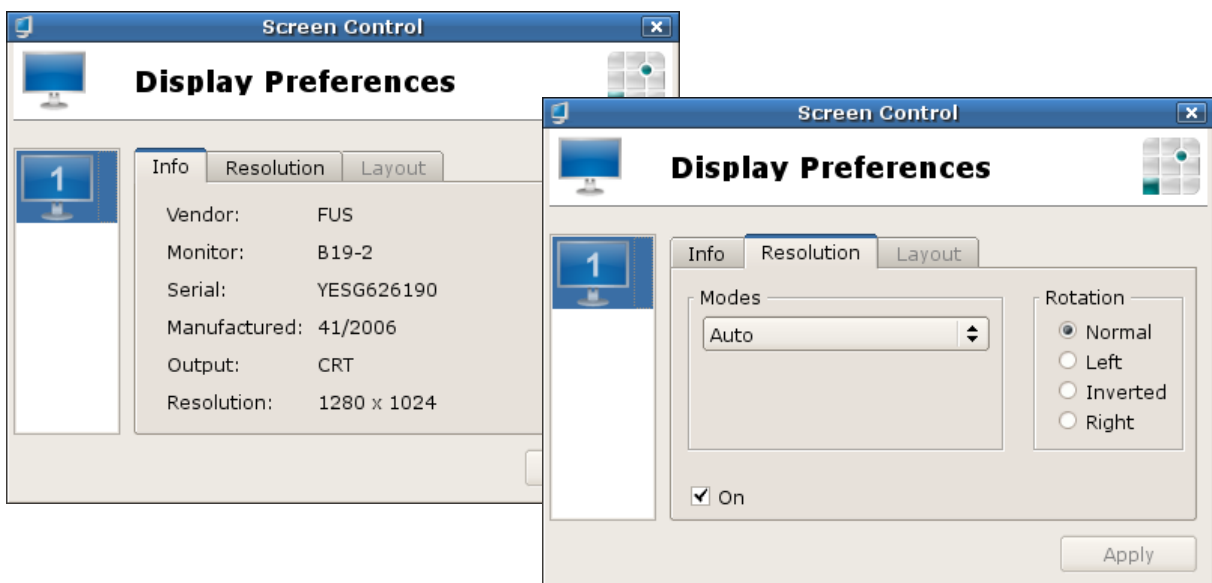 Screen Control
Display Preferences
1
Info Resolution Layout
Vendor: FUS
Monitor: B19-2
Serial: YESG626190
Manufactured: 41/2006
Output: CRT
Resolution: 1280 x 1024
Screen Control
Display Preferences
1
Info Resolution Layout
Modes
Auto
Rotation
Normal
Left
Inverted
Right
On
Apply